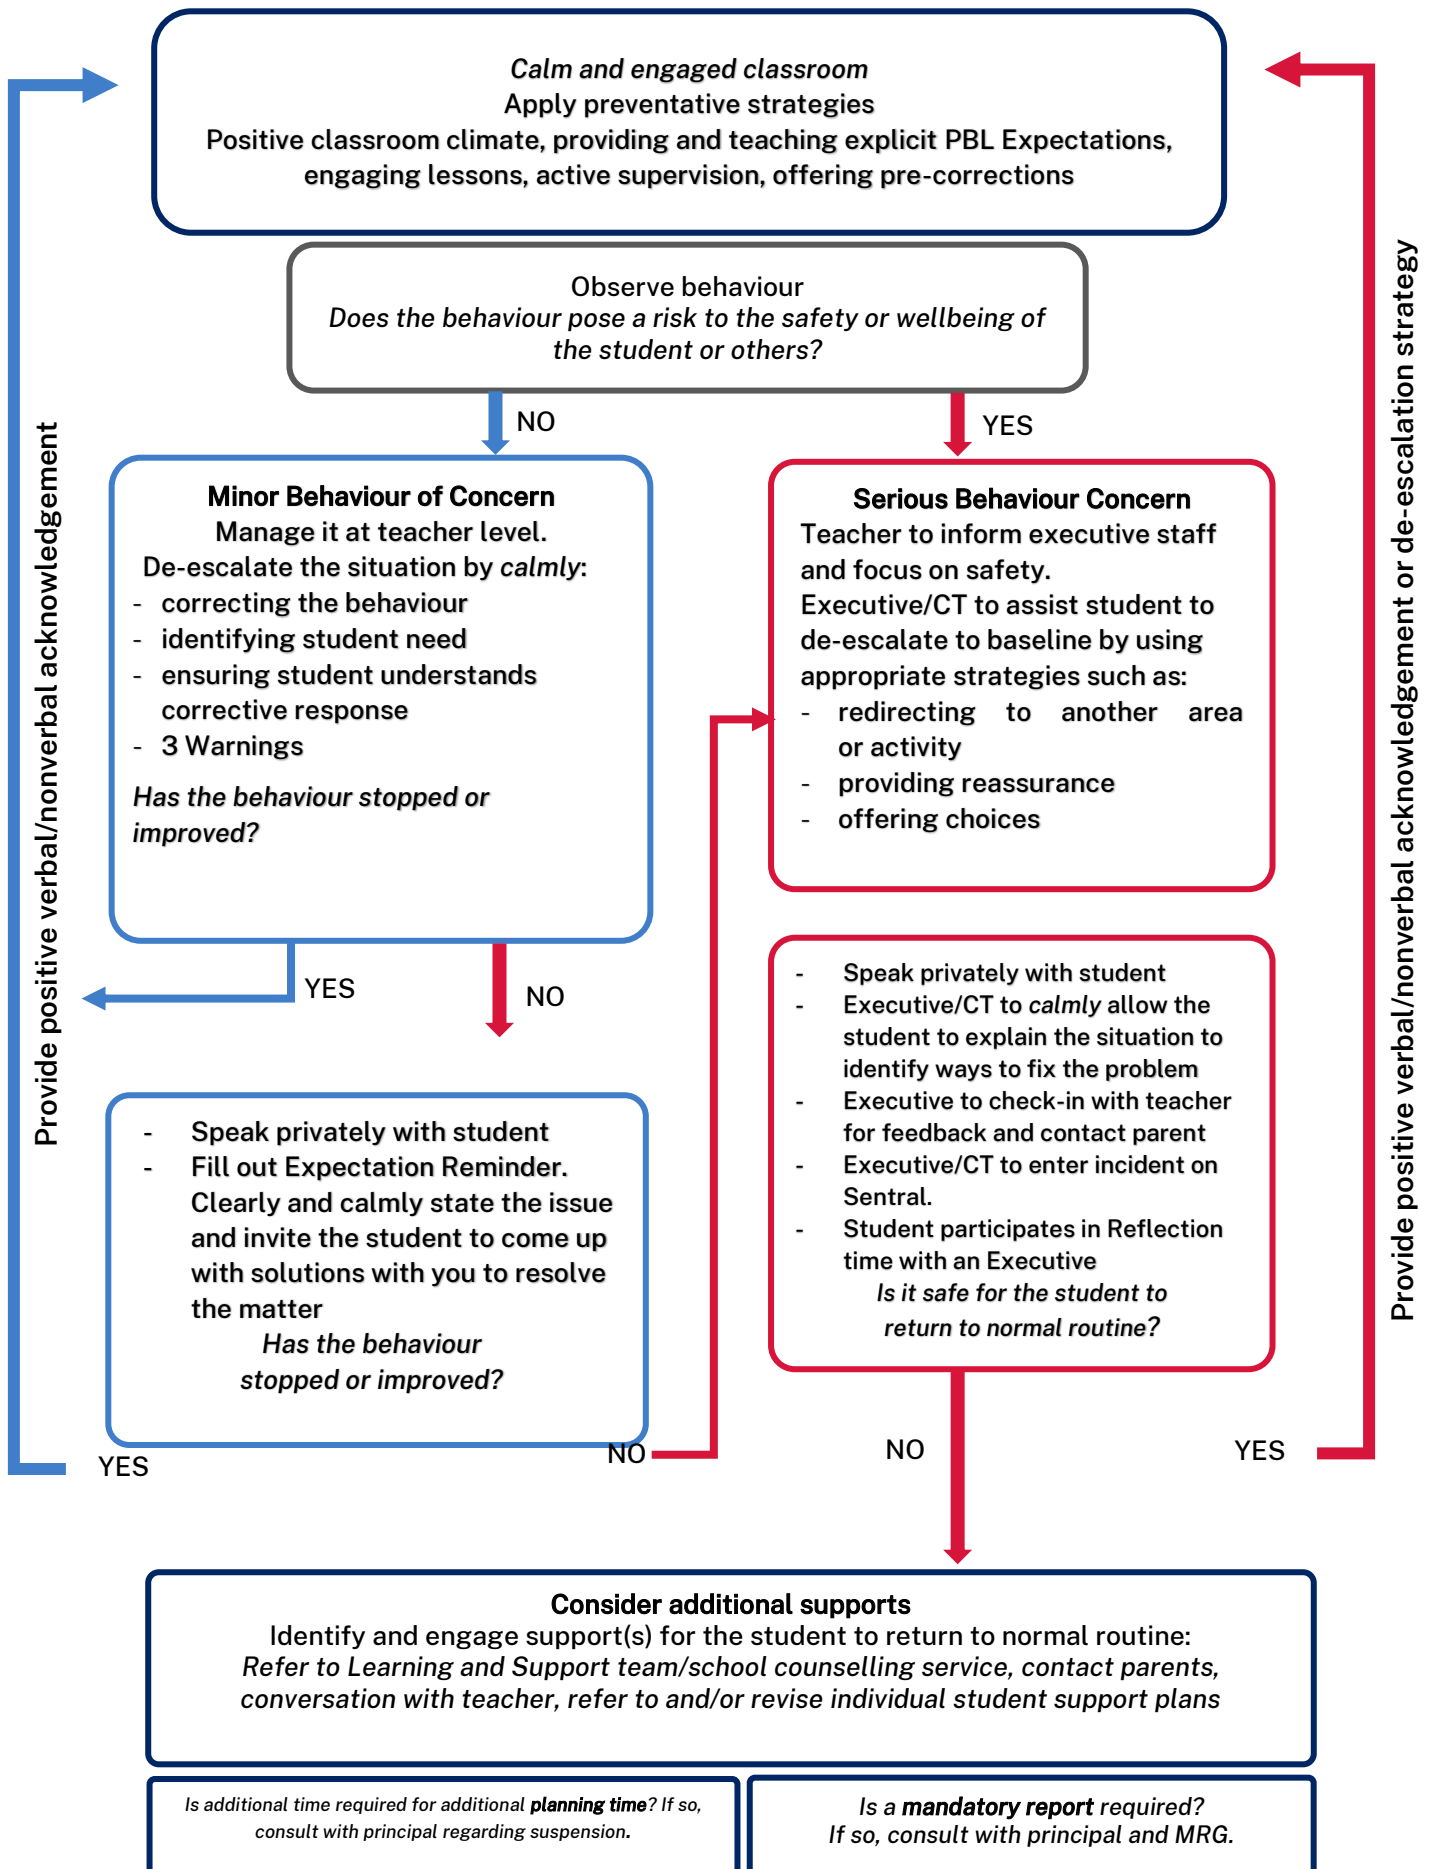 Calm and engaged classroom
Apply preventative strategies
Positive classroom climate, providing and teaching explicit PBL Expectations,
engaging lessons, active supervision, offering pre-corrections
Observe behaviour
Does the behaviour pose a risk to the safety or wellbeing of
the student or others?
NO
YES
Minor Behaviour of Concern
Manage it at teacher level.
De-escalate the situation by calmly:
- correcting the behaviour
- identifying student need
- ensuring student understands
corrective response
- 3 Warnings
Has the behaviour stopped or
improved?
Serious Behaviour Concern
Teacher to inform executive staff
and focus on safety.
Executive/CT to assist student to
de-escalate to baseline by using
appropriate strategies such as:
- redirecting to another area
or activity
- providing reassurance
- offering choices
YES
NO
Provide positive verbal/nonverbal acknowledgement
- Speak privately with student
- Fill out Expectation Reminder.
Clearly and calmly state the issue
and invite the student to come up
with solutions with you to resolve
the matter
Has the behaviour
stopped or improved?
YES
NO
- Speak privately with student
- Executive/CT to calmly allow the
student to explain the situation to
identify ways to fix the problem
- Executive to check-in with teacher
for feedback and contact parent
- Executive/CT to enter incident on
Sentral.
- Student participates in Reflection
time with an Executive
Is it safe for the student to
return to normal routine?
NO
YES
Provide positive verbal/nonverbal acknowledgement or de-escalation strategy
Consider additional supports
Identify and engage support(s) for the student to return to normal routine:
Refer to Learning and Support team/school counselling service, contact parents,
conversation with teacher, refer to and/or revise individual student support plans
Is additional time required for additional planning time? If so,
consult with principal regarding suspension.
Is a mandatory report required?
If so, consult with principal and MRG.